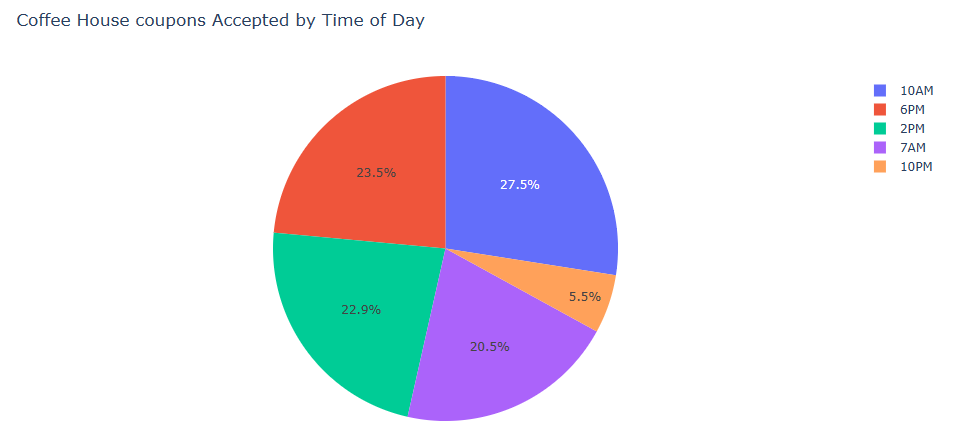 Coffee House coupons Accepted by Time of Day
10AM
6PM
2PM
7AM
10PM
23.5%
27.5%
5.5%
22.9%
20.5%